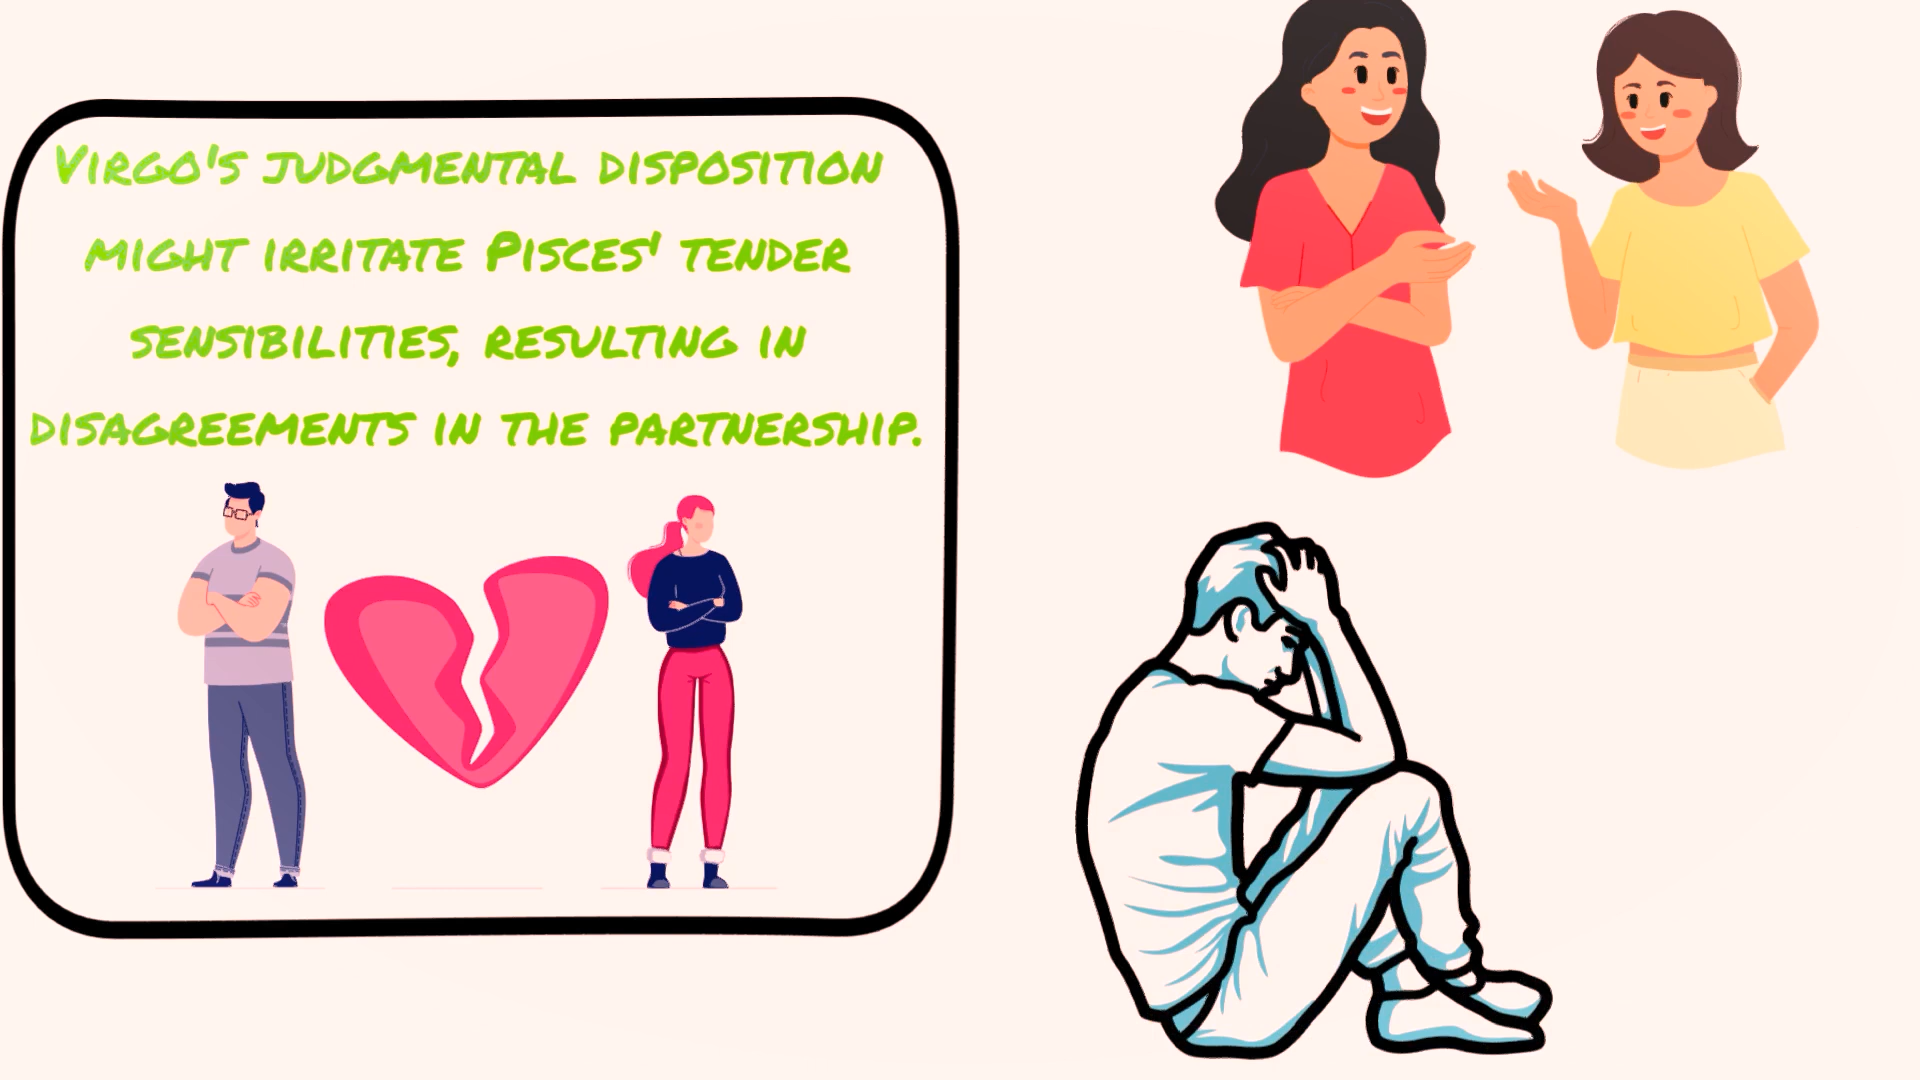 Virgo's judgmental disposition
might irritate Pisces' tender
sensibilities, resulting in
disagreements in the partnership.